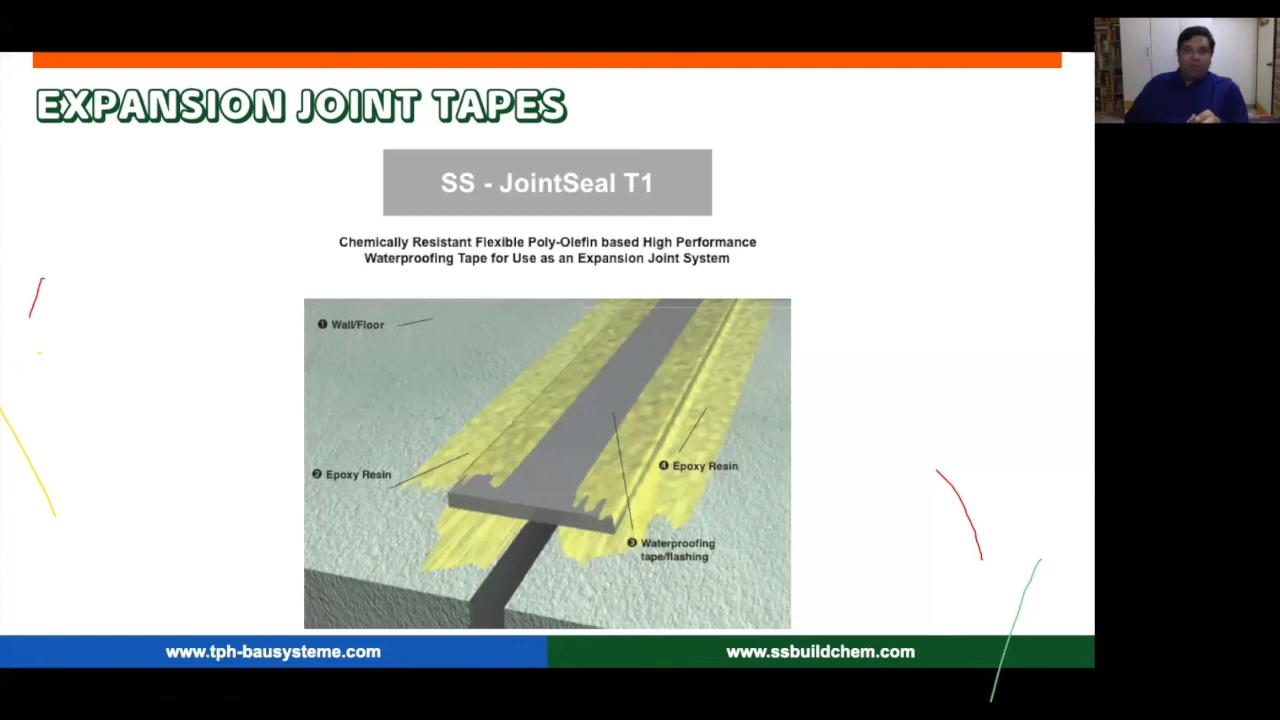 EXPANSION JOINT TAPES
SS - JointSeal T1
Chemically Resistant Flexible Poly-Olefin based High Performance
Waterproofing Tape for Use as an Expansion Joint System
❶ Wall/Floor
❷ Epoxy Resin
❹ Epoxy Resin
❸ Waterproofing
tape/flashing
www.tph-bausysteme.com
www.ssbuildchem.com